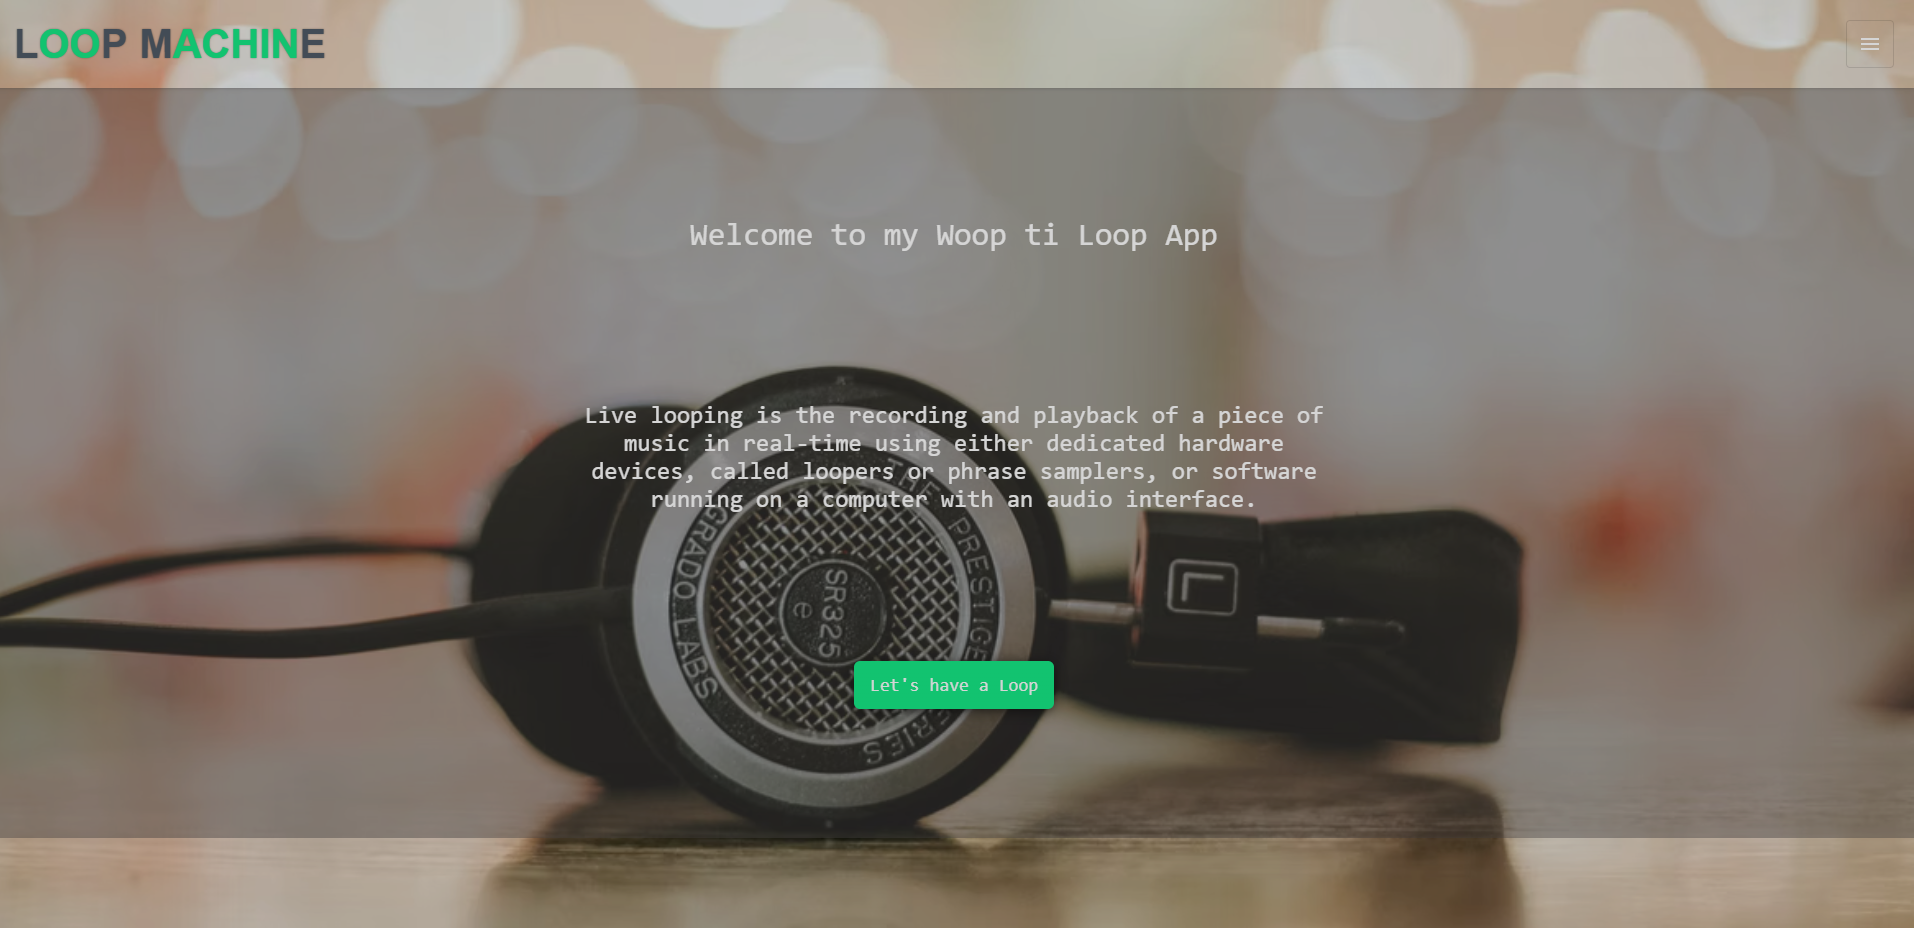 LOOP MACHINE
Welcome to my Woop ti Loop App
Live looping is the recording and playback of a piece of
music in real-time using either dedicated hardware
devices, called loopers or phrase samplers, or software
running on a computer with an audio interface.
THE PRESTIGE SERIES
GRADO LABS
SR325
e
L
Let's have a Loop